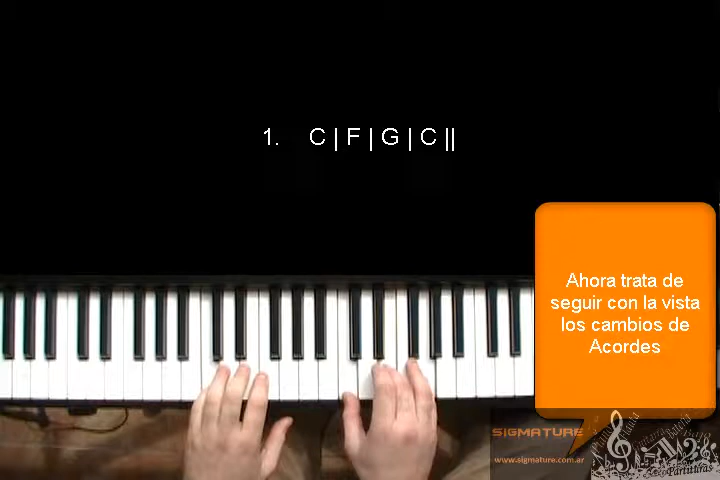 1. C | F | G | C ||
Ahora trata de
seguir con la vista
los cambios de
Acordes
SIGMATURE
www.sigmature.com.ar
Partituras